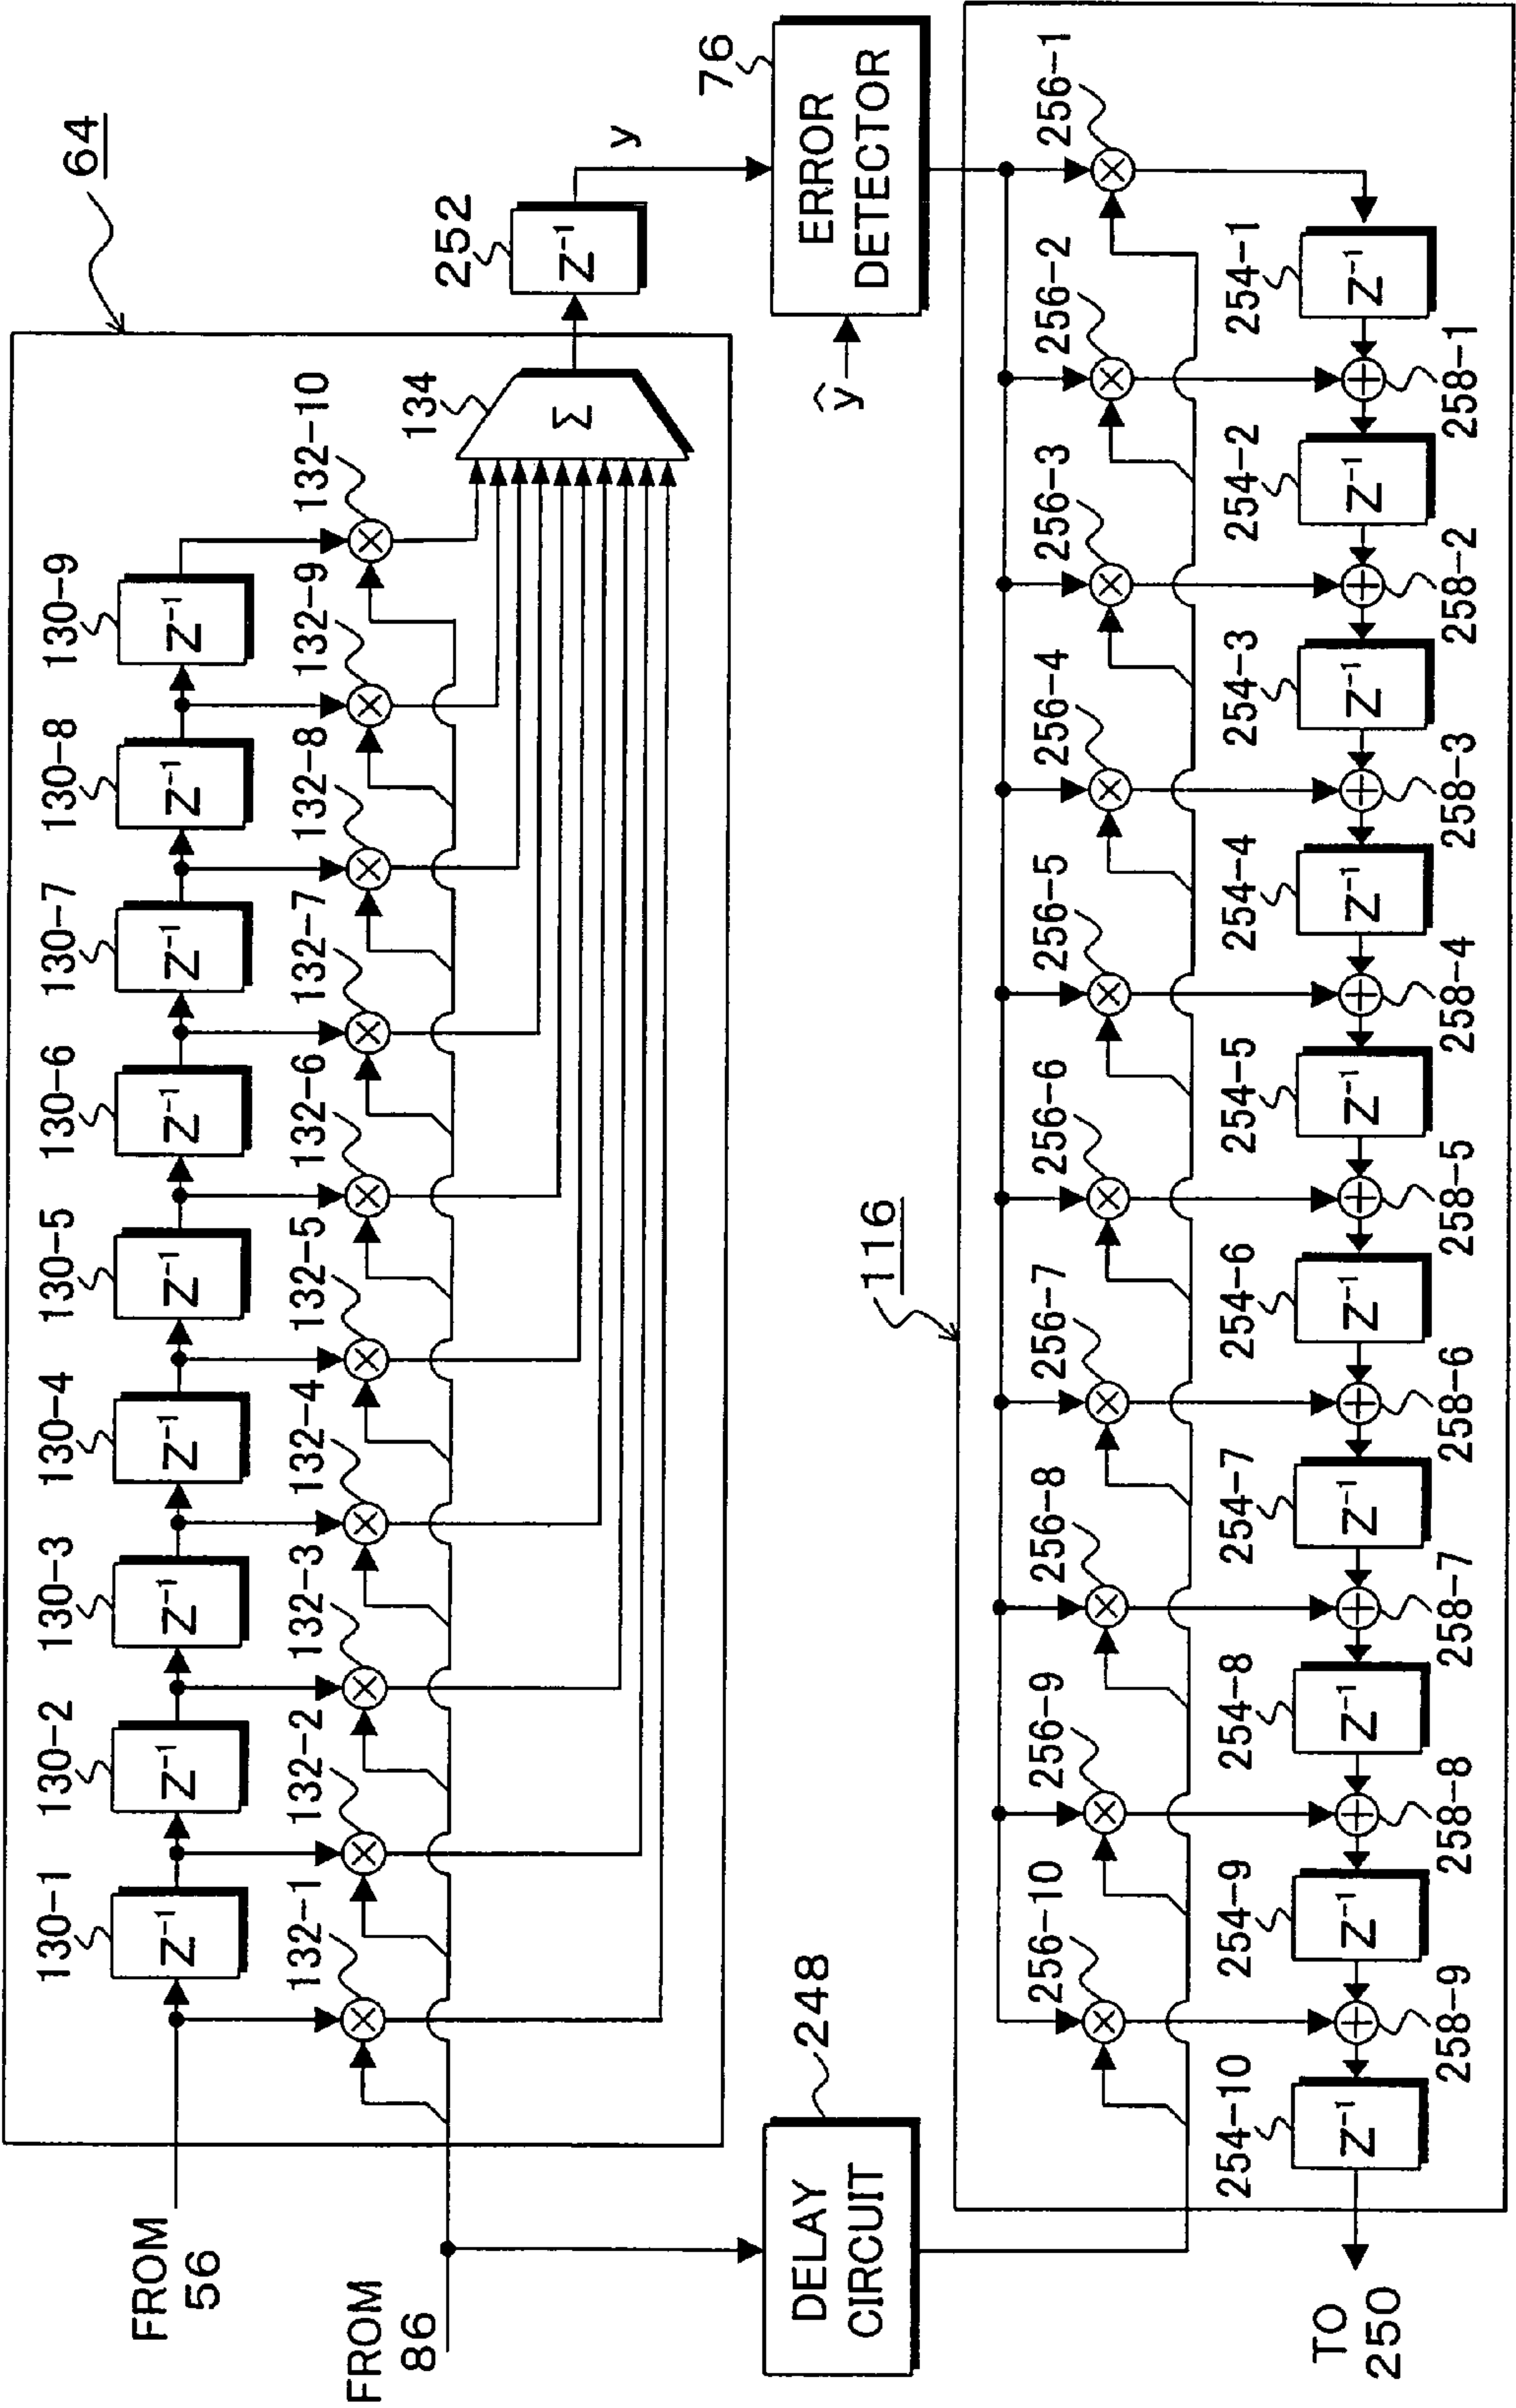 64
130-1
130-2
130-3
130-4
130-5
130-6
130-7
130-8
130-9
Z⁻¹
Z⁻¹
Z⁻¹
Z⁻¹
Z⁻¹
Z⁻¹
Z⁻¹
Z⁻¹
Z⁻¹
FROM
56
132-1
132-2
132-3
132-4
132-5
132-6
132-7
132-8
132-9
132-10
FROM
86
134
Σ
252
Z⁻¹
y
76
ERROR
DETECTOR
ŷ
248
DELAY
CIRCUIT
116
256-10
256-9
256-8
256-7
256-6
256-5
256-4
256-3
256-2
256-1
254-10
254-9
254-8
254-7
254-6
254-5
254-4
254-3
254-2
254-1
Z⁻¹
Z⁻¹
Z⁻¹
Z⁻¹
Z⁻¹
Z⁻¹
Z⁻¹
Z⁻¹
Z⁻¹
Z⁻¹
258-9
258-8
258-7
258-6
258-5
258-4
258-3
258-2
258-1
TO
250